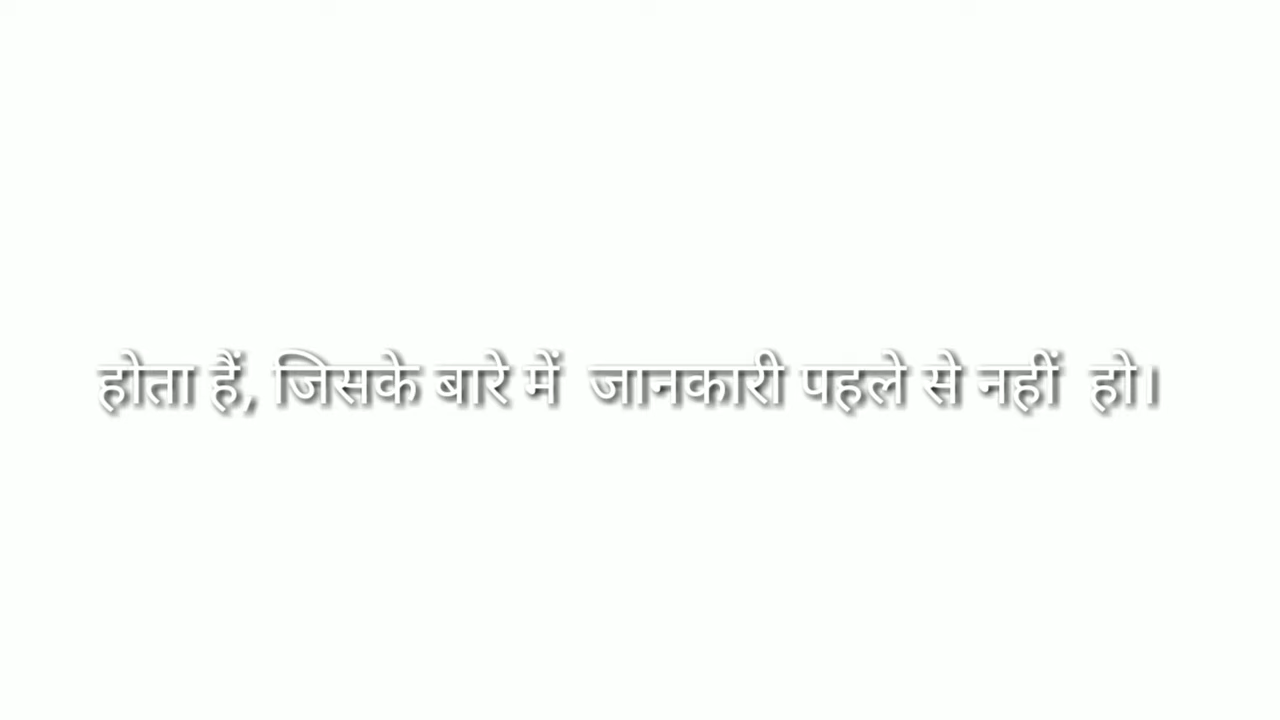 होता हैं, जिसके बारे में जानकारी पहले से नहीं हो।